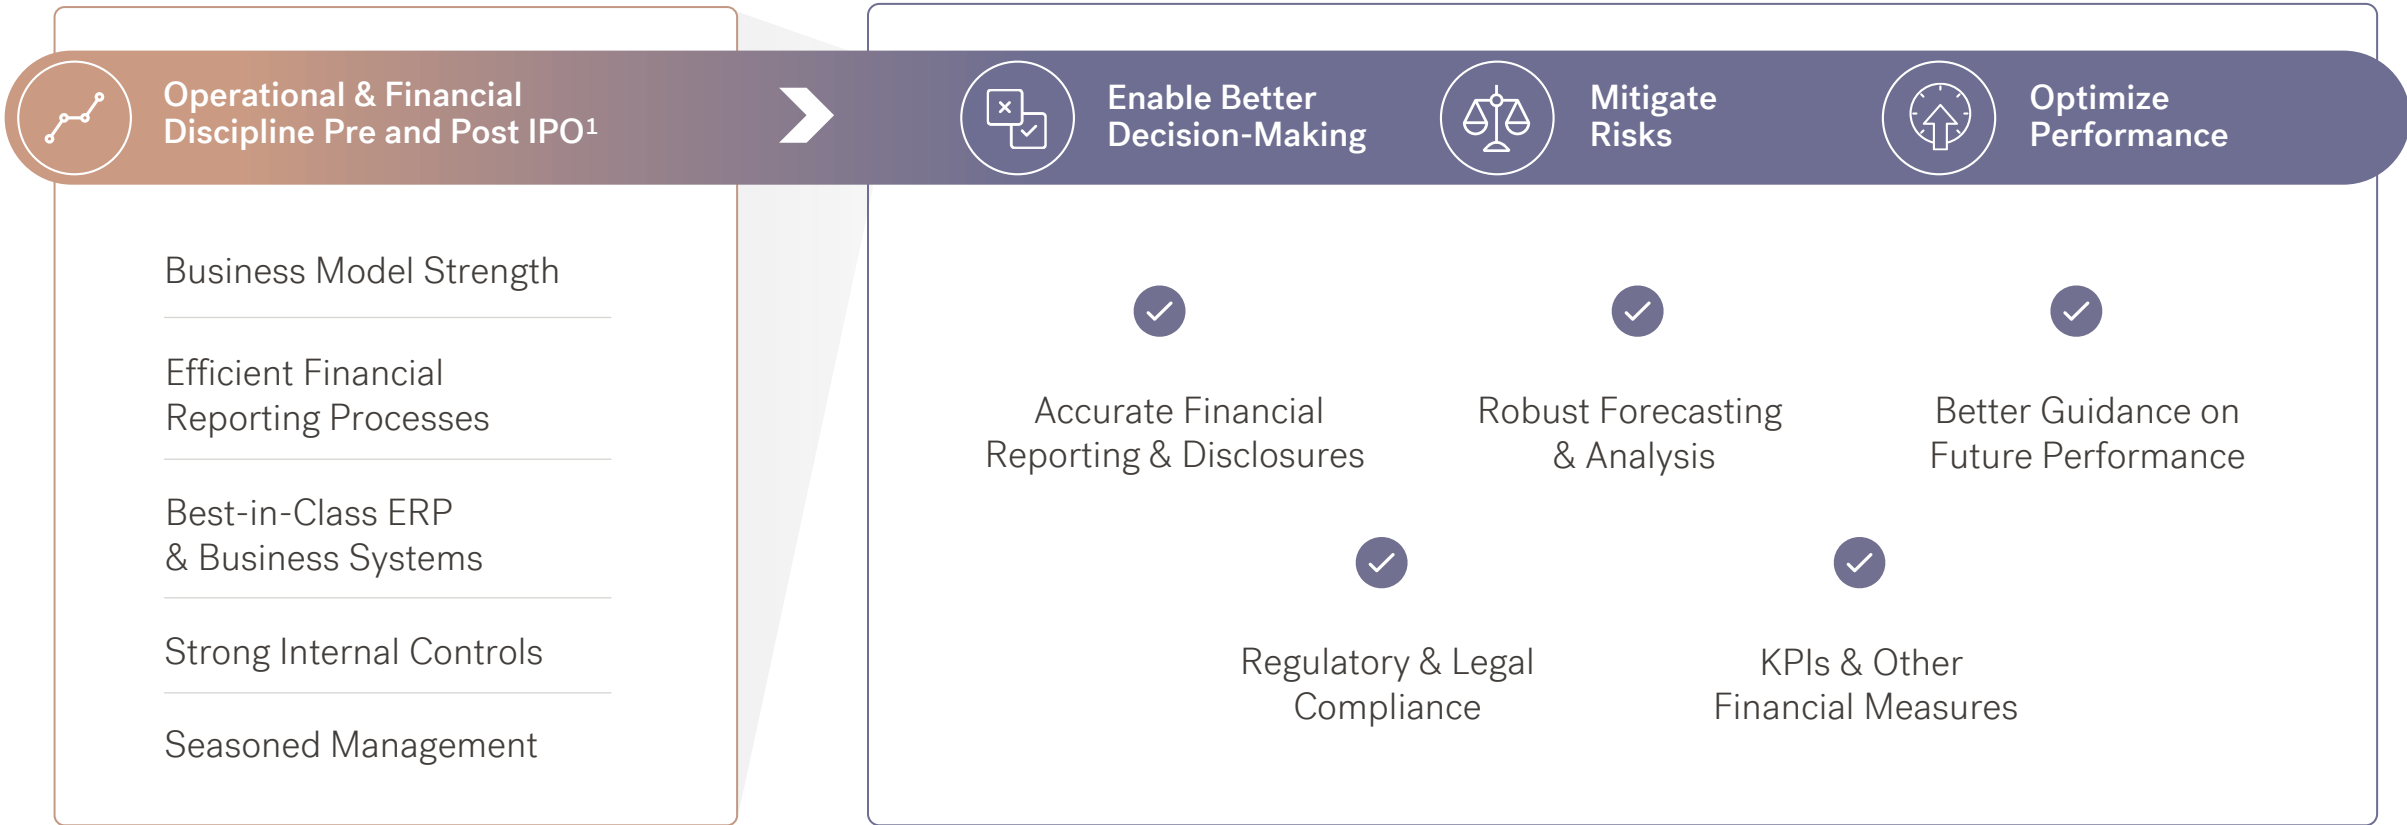 Operational & Financial
Discipline Pre and Post IPO¹
Enable Better
Decision-Making
Mitigate
Risks
Optimize
Performance
Business Model Strength
Efficient Financial
Reporting Processes
Best-in-Class ERP
& Business Systems
Strong Internal Controls
Seasoned Management
Accurate Financial
Reporting & Disclosures
Robust Forecasting
& Analysis
Better Guidance on
Future Performance
Regulatory & Legal
Compliance
KPIs & Other
Financial Measures